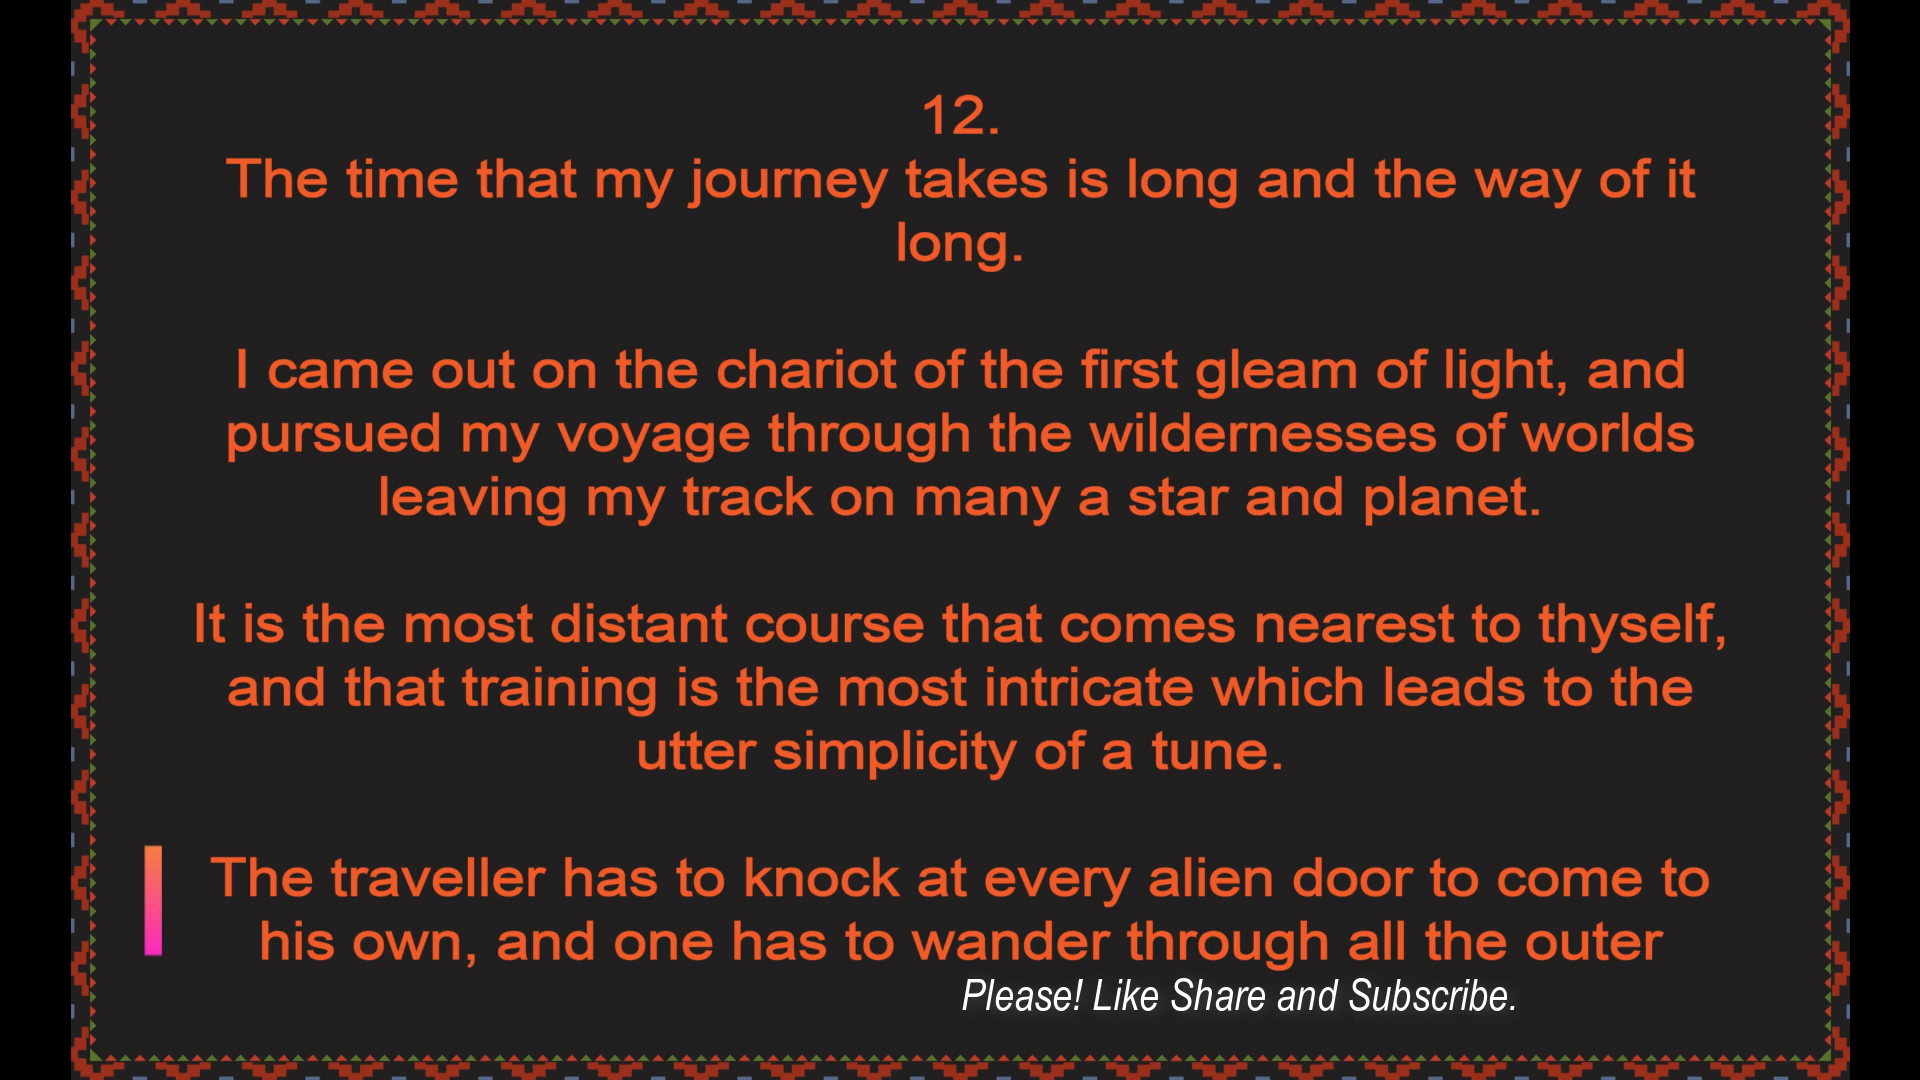 12.
The time that my journey takes is long and the way of it
long.
I came out on the chariot of the first gleam of light, and
pursued my voyage through the wildernesses of worlds
leaving my track on many a star and planet.
It is the most distant course that comes nearest to thyself,
and that training is the most intricate which leads to the
utter simplicity of a tune.
The traveller has to knock at every alien door to come to
his own, and one has to wander through all the outer
Please! Like Share and Subscribe.